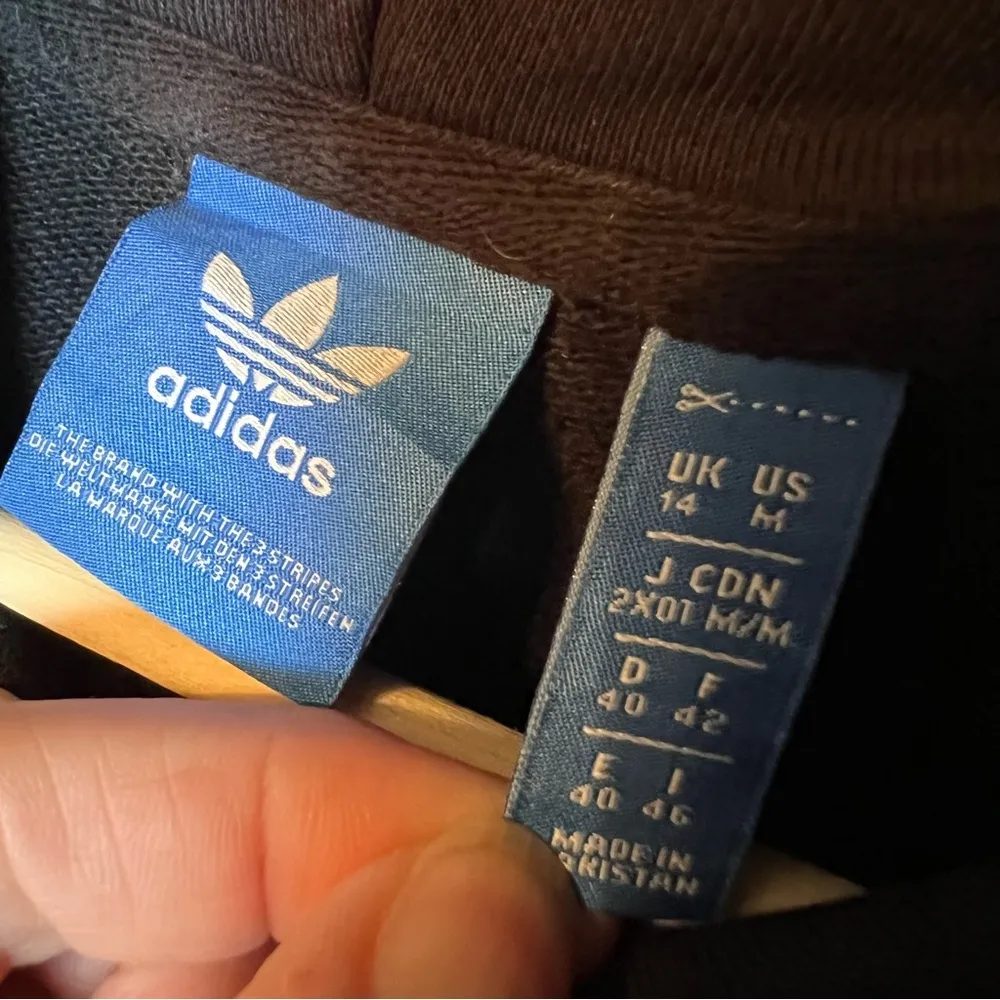 adidas
THE BRAND WITH THE 3 STRIPES
DIE WELTMARKE MIT DEN 3 STREIFEN
LA MARQUE AUX 3 BANDES
UK US
14 M
J CDN
2XOT M/M
D F
40 42
E I
40 46
MADE IN
AKISTAN